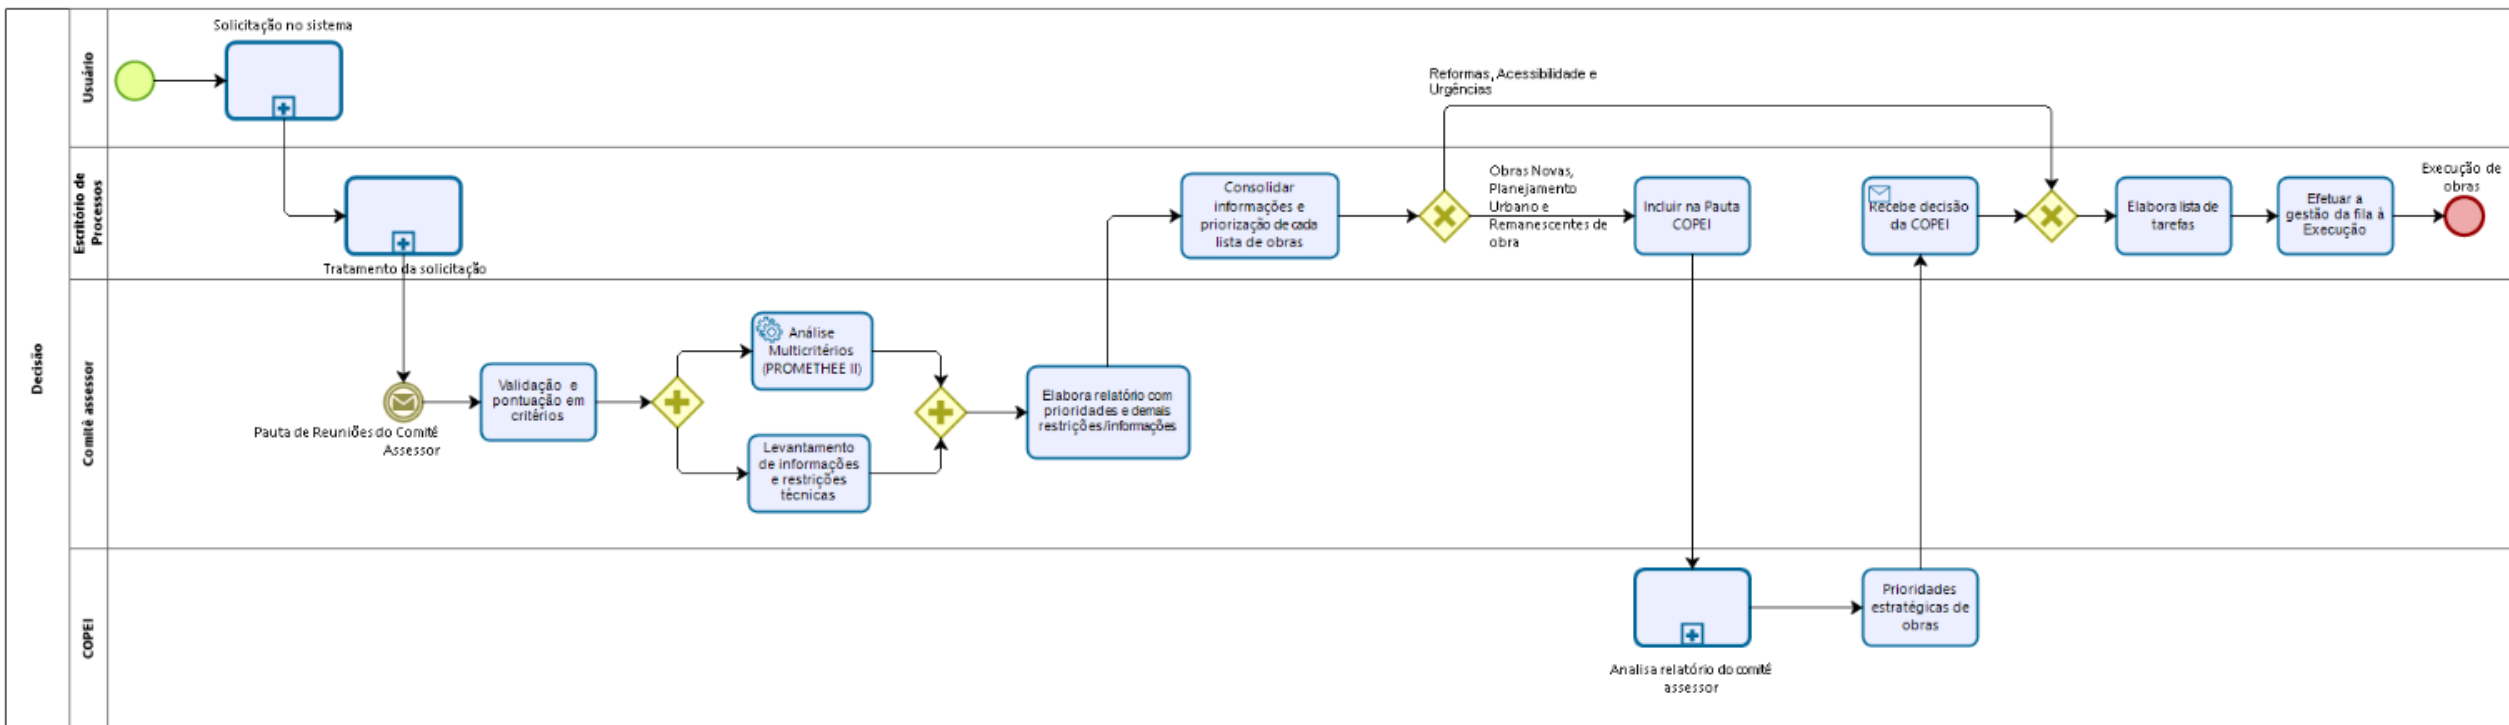 Decisão
Usuário
Solicitação no sistema
Reformas, Acessibilidade e
Urgências
Escritório de
Processos
Tratamento da solicitação
Consolidar
informações e
priorização de cada
lista de obras
Obras Novas,
Planejamento
Urbano e
Remanescentes de
obra
Incluir na Pauta
COPEI
Recebe decisão
da COPEI
Elabora lista de
tarefas
Efetuar a
gestão da fila à
Execução
Execução de
obras
Comitê assessor
Pauta de Reuniões do Comitê
Assessor
Validação e
pontuação em
critérios
Análise
Multicritérios
(PROMETHEE II)
Levantamento
de informações
e restrições
técnicas
Elabora relatório com
prioridades e demais
restrições/informações
COPEI
Analisa relatório do comitê
assessor
Prioridades
estratégicas de
obras